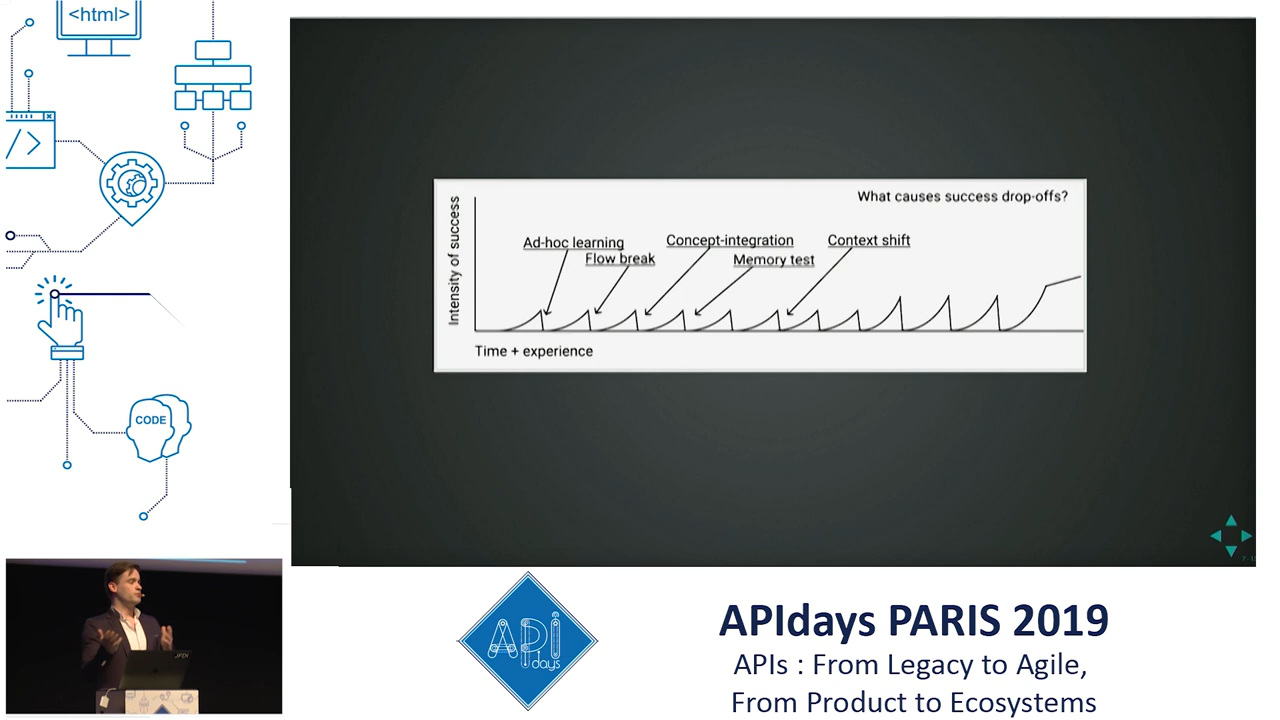 <html>
</>
CODE
What causes success drop-offs?
Intensity of success
Ad-hoc learning
Flow break
Concept-integration
Memory test
Context shift
Time + experience
JFDI
API
days
APIdays PARIS 2019
APIs : From Legacy to Agile,
From Product to Ecosystems